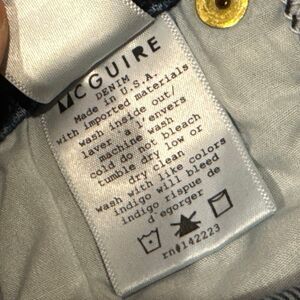 MCGUIRE
DENIM
Made in U.S.A.
with imported materials
wash inside out/
laver à l'envers
machine wash
cold do not bleach
tumble dry low or
dry clean
wash with like colors
indigo will bleed
indigo risque de
d'egorger
rn#142223